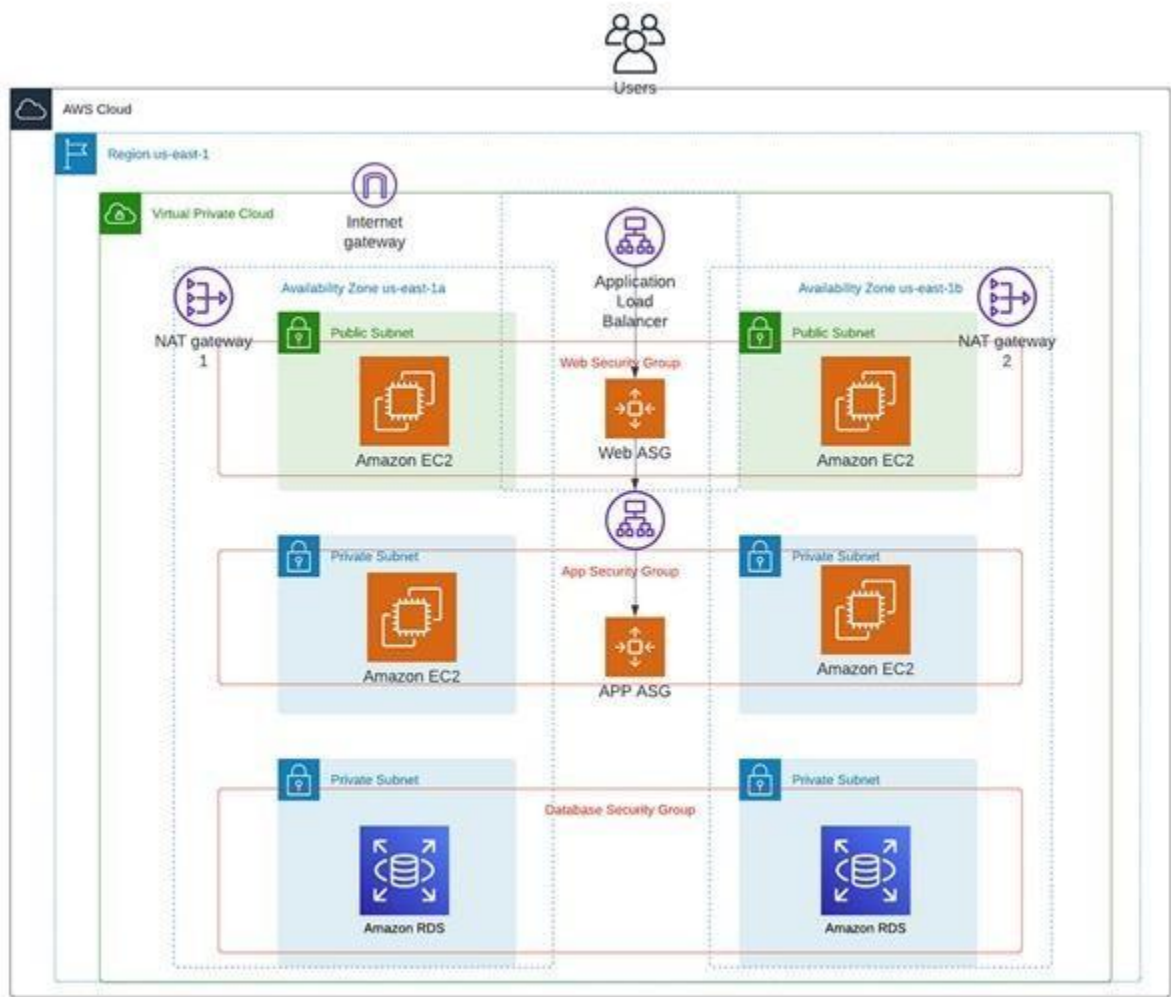 Users
AWS Cloud
Region us-east-1
Virtual Private Cloud
Internet
gateway
Application
Load
Balancer
Availability Zone us-east-1a
Availability Zone us-east-1b
NAT gateway
1
Public Subnet
Public Subnet
NAT gateway
2
Web Security Group
Amazon EC2
Web ASG
Amazon EC2
Private Subnet
Private Subnet
App Security Group
Amazon EC2
Amazon EC2
APP ASG
Private Subnet
Private Subnet
Database Security Group
Amazon RDS
Amazon RDS